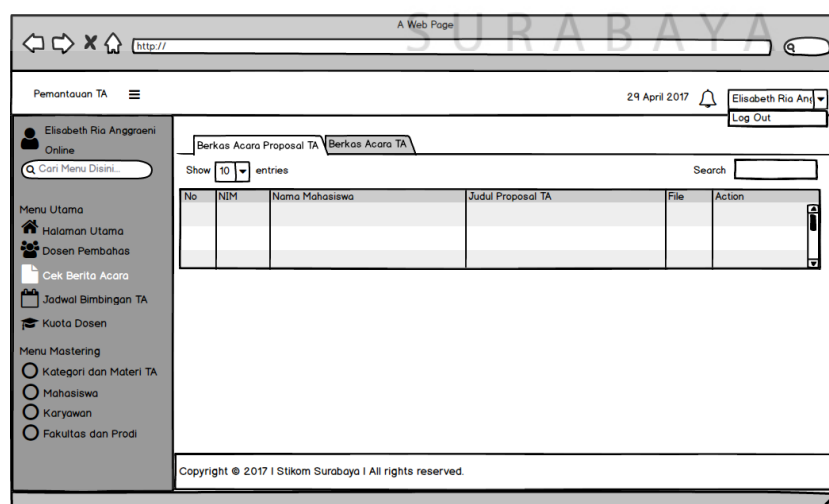 SURABAYA
A Web Page
http://
Pemantauan TA
29 April 2017
Elisabeth Ria Ang
Log Out
Elisabeth Ria Anggraeni
Online
Cari Menu Disini...
Menu Utama
Halaman Utama
Dosen Pembahas
Cek Berita Acara
Jadwal Bimbingan TA
Kuota Dosen
Menu Mastering
Kategori dan Materi TA
Mahasiswa
Karyawan
Fakultas dan Prodi
Berkas Acara Proposal TA Berkas Acara TA
Show 10 entries Search
No NIM Nama Mahasiswa Judul Proposal TA File Action
Copyright © 2017 | Stikom Surabaya | All rights reserved.